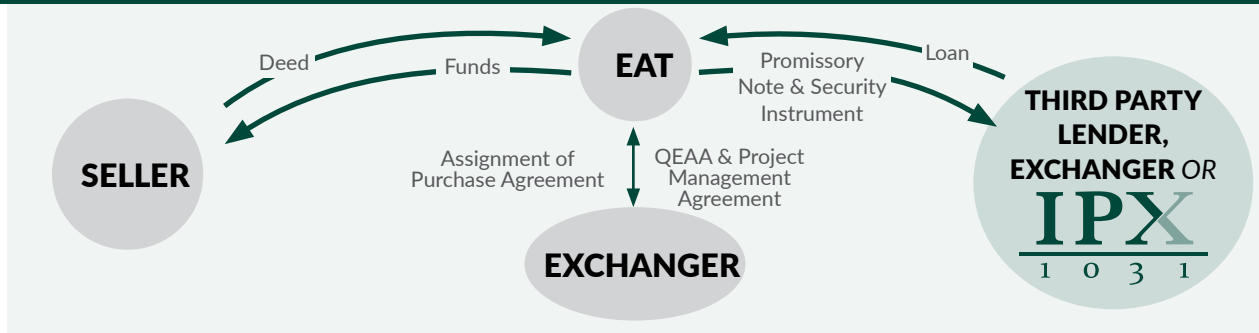 Deed
Funds
EAT
Promissory
Note & Security
Instrument
Loan
SELLER
Assignment of
Purchase Agreement
QEAA & Project
Management
Agreement
EXCHANGER
THIRD PARTY
LENDER,
EXCHANGER OR
IPX
1031